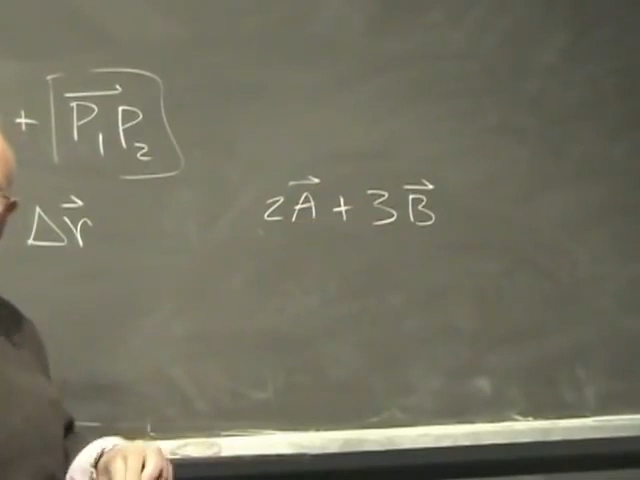 + P₁P₂⃗
Δr⃗
2A⃗ + 3B⃗